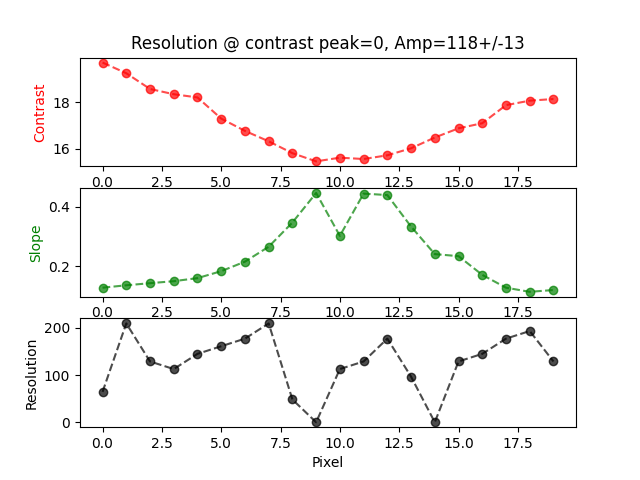 Resolution @ contrast peak=0, Amp=118+/-13
Contrast
18
16
0.0 2.5 5.0 7.5 10.0 12.5 15.0 17.5
Slope
0.4
0.2
0.0 2.5 5.0 7.5 10.0 12.5 15.0 17.5
Resolution
200
100
0
0.0 2.5 5.0 7.5 10.0 12.5 15.0 17.5
Pixel